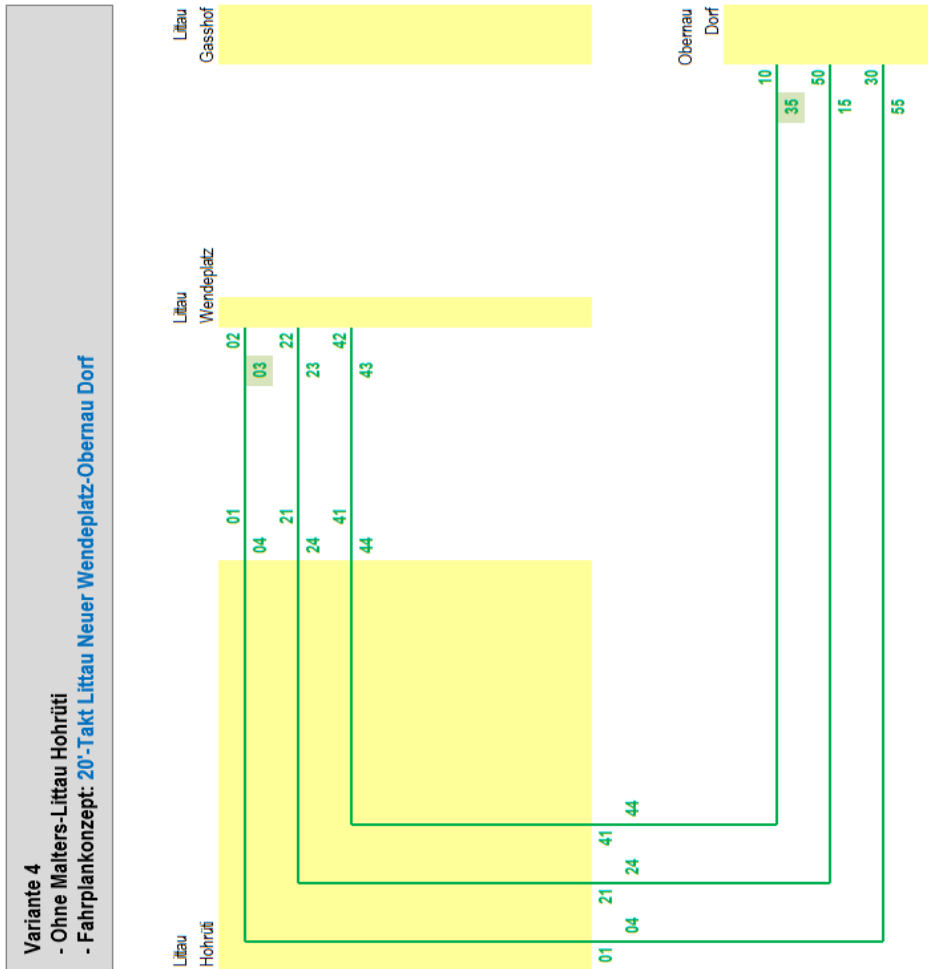 Variante 4
- Ohne Malters-Littau Hohrüti
- Fahrplankonzept: 20'-Takt Littau Neuer Wendeplatz-Obernau Dorf
Littau
Hohrüti
Littau
Wendeplatz
Littau
Gasshof
01
04
02
03
21
24
22
23
41
44
42
43
01
04
21
24
41
44
Obernau
Dorf
10
35
50
15
30
55